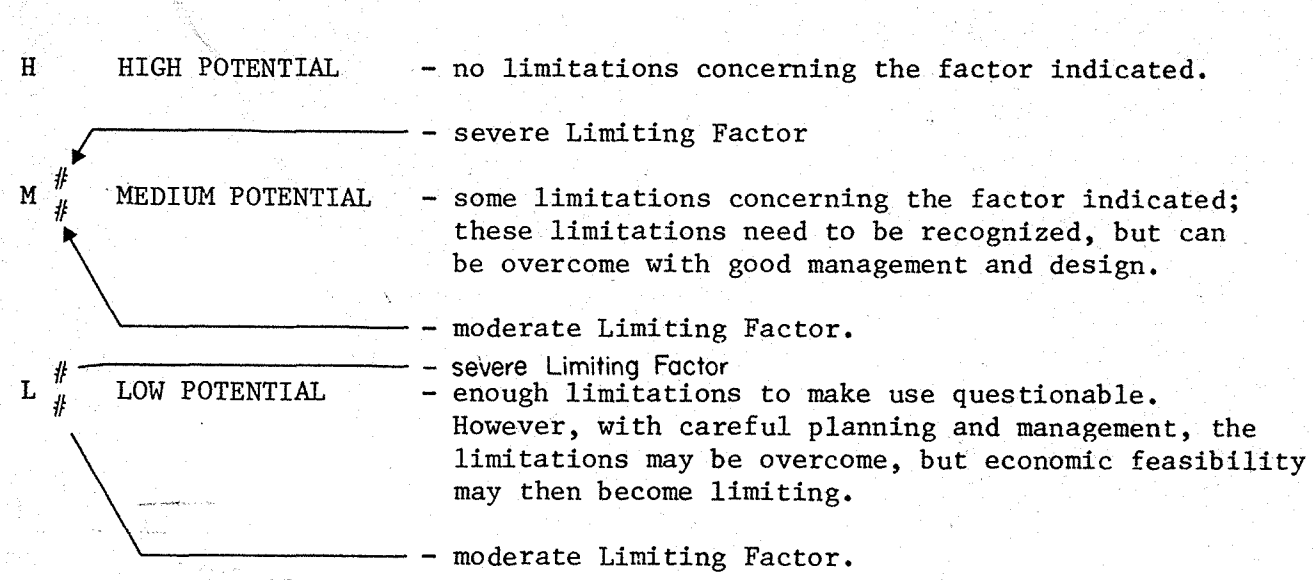 H HIGH POTENTIAL - no limitations concerning the factor indicated.
- severe Limiting Factor
#
M MEDIUM POTENTIAL - some limitations concerning the factor indicated;
# these limitations need to be recognized, but can
be overcome with good management and design.
- moderate Limiting Factor.
# - severe Limiting Factor
L LOW POTENTIAL - enough limitations to make use questionable.
# However, with careful planning and management, the
limitations may be overcome, but economic feasibility
may then become limiting.
- moderate Limiting Factor.